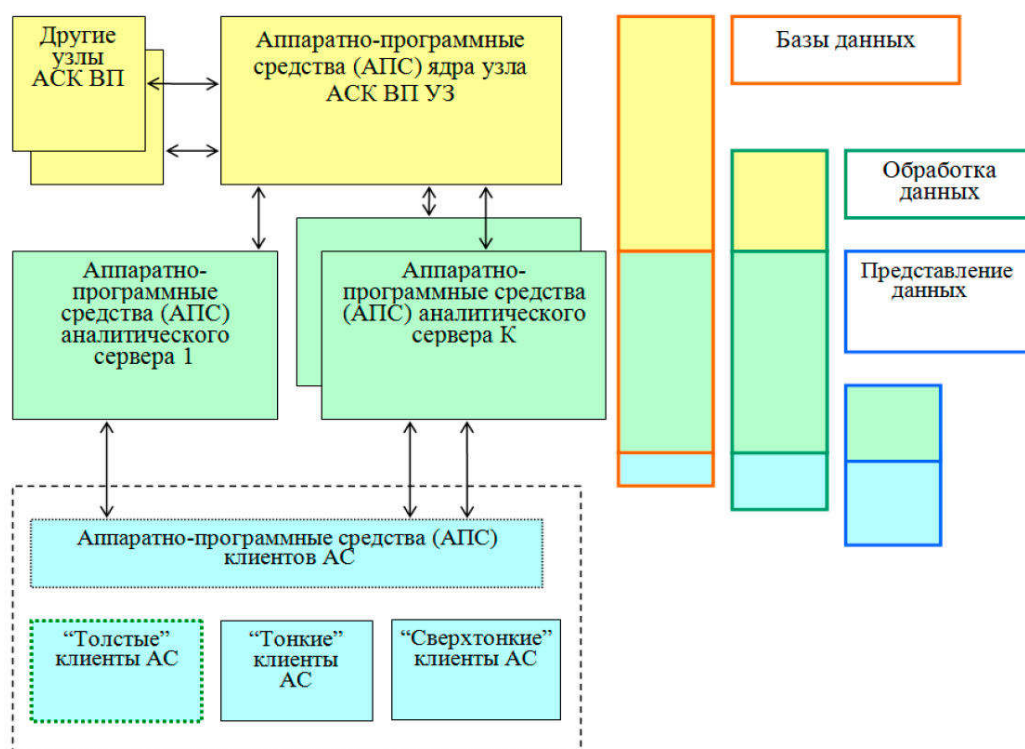 Другие
узлы
АСК ВП
Аппаратно-программные
средства (АПС) ядра узла
АСК ВП УЗ
Базы данных
Обработка
данных
Представление
данных
Аппаратно-
программные
средства (АПС)
аналитического
сервера 1
Аппаратно-
программные средства
(АПС) аналитического
сервера К
Аппаратно-программные средства (АПС)
клиентов АС
“Толстые”
клиенты АС
“Тонкие”
клиенты
АС
“Сверхтонкие”
клиенты АС